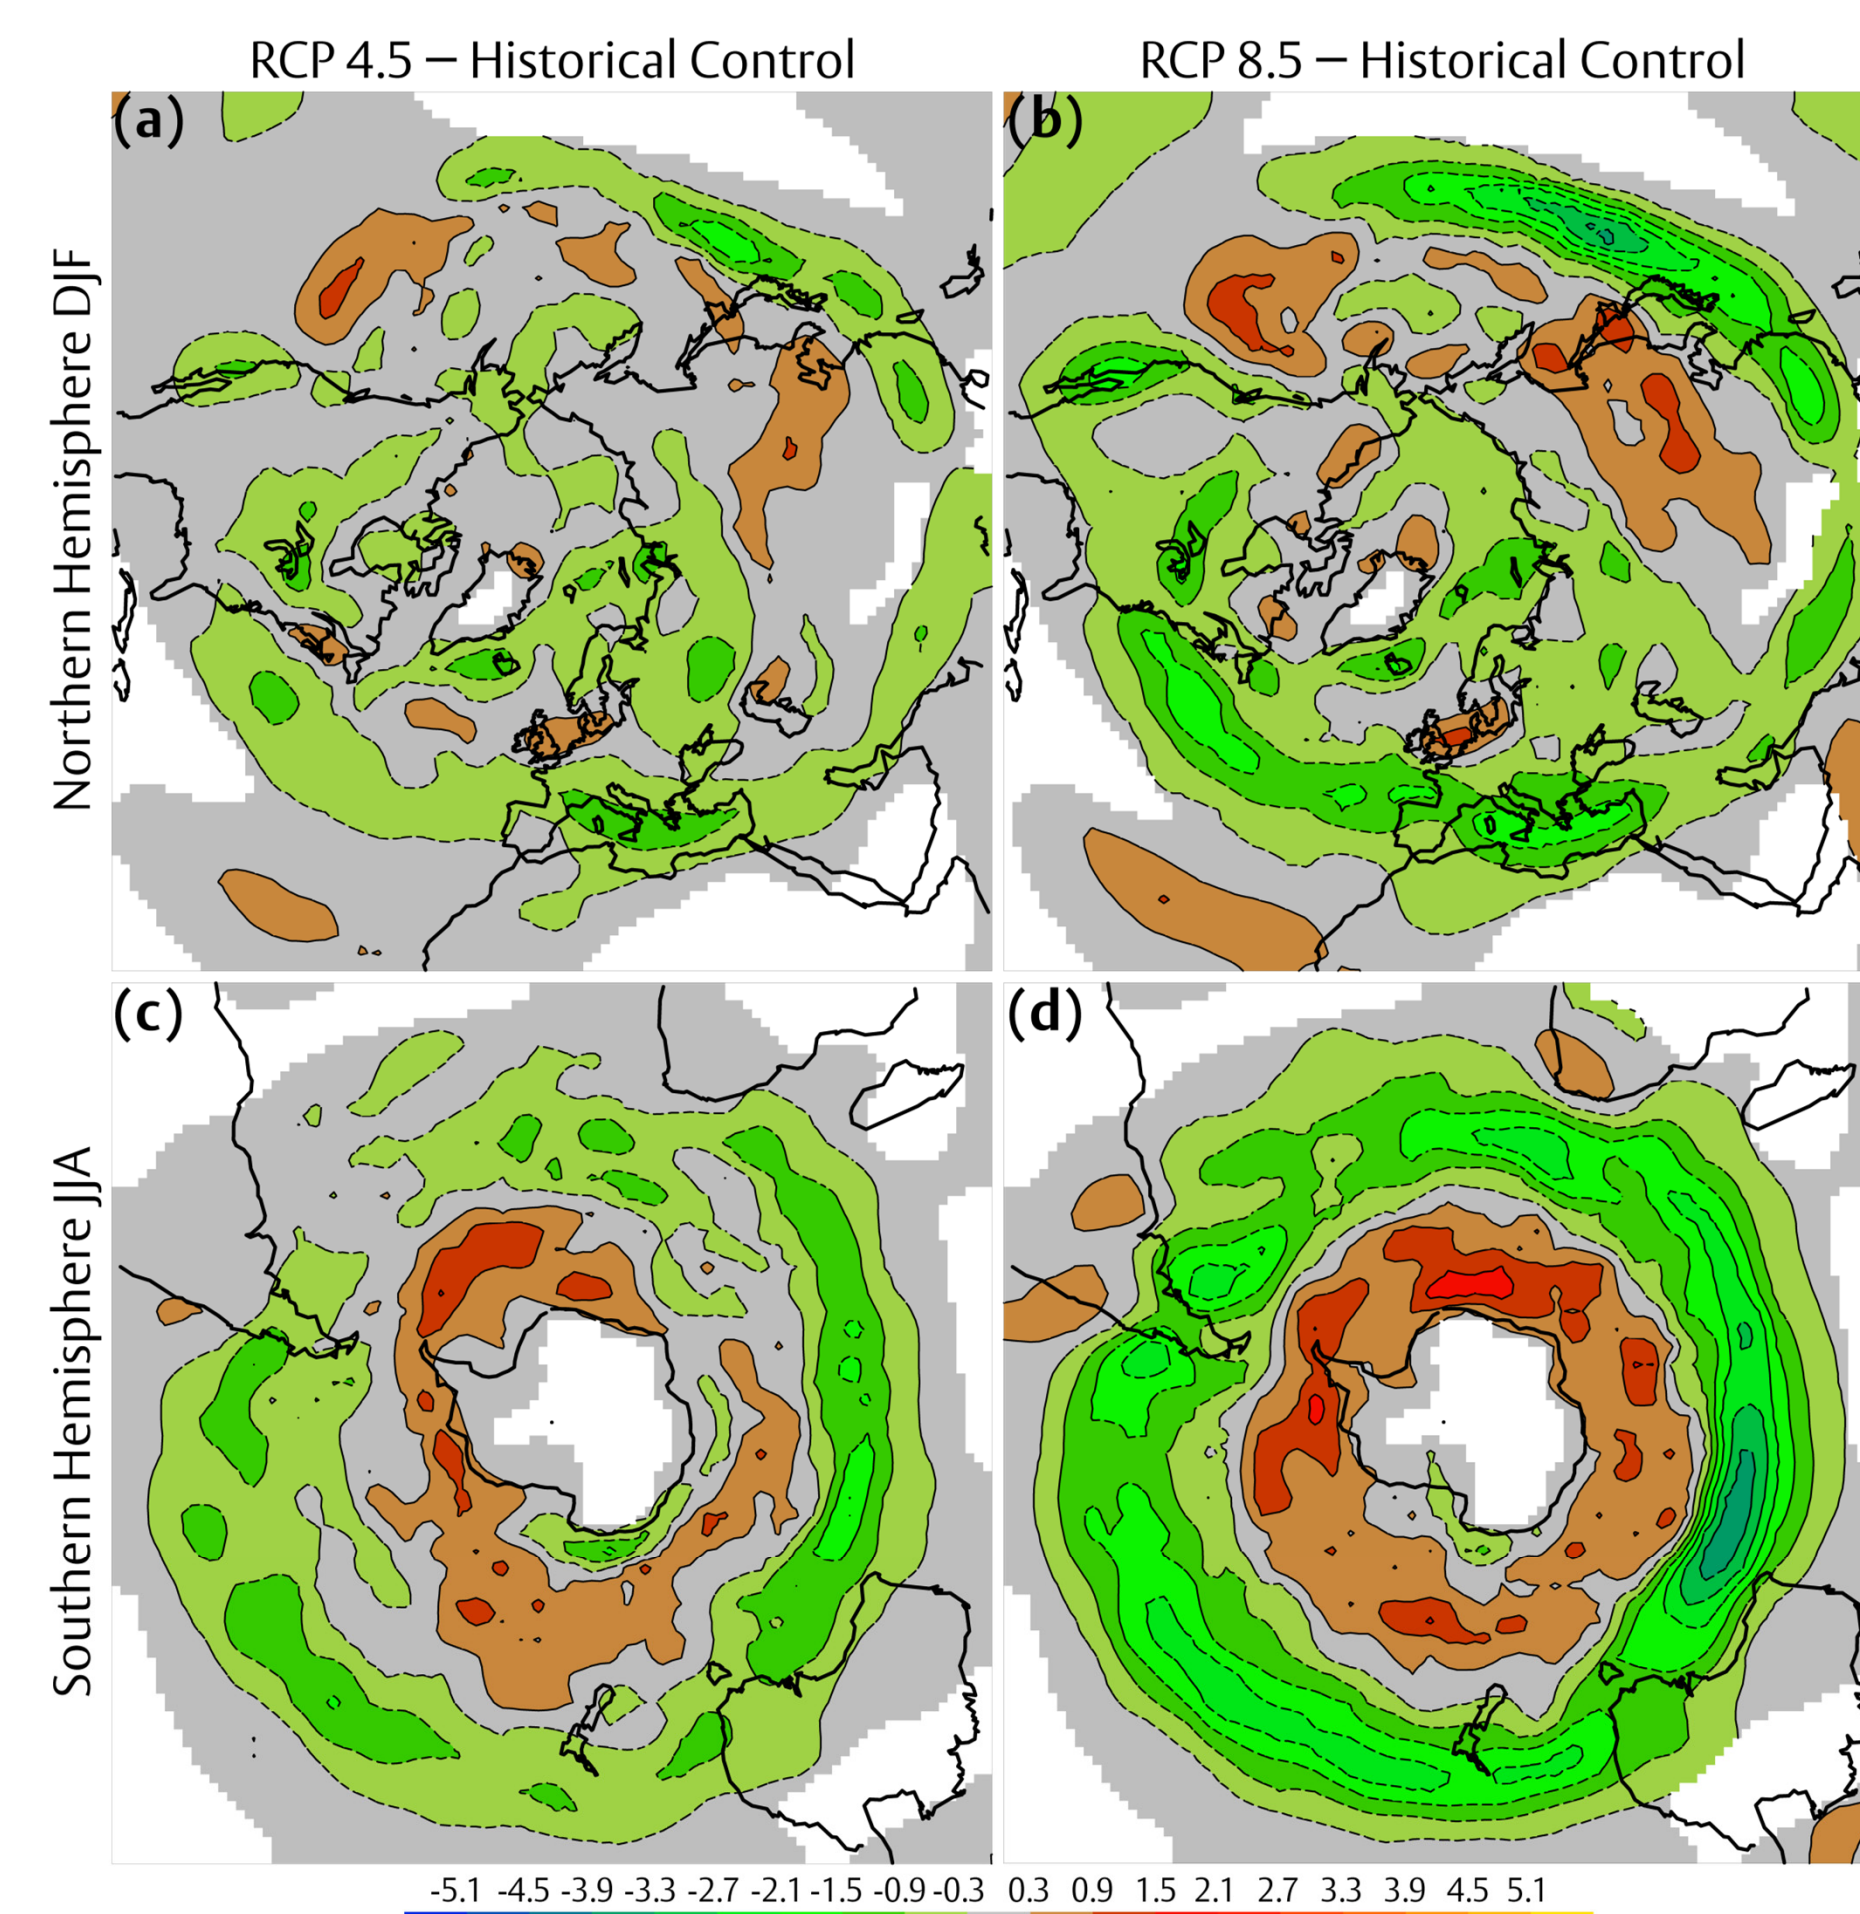 RCP 4.5 – Historical Control
RCP 8.5 – Historical Control
Northern Hemisphere DJF
(a)
(b)
Southern Hemisphere JJA
(c)
(d)
-5.1 -4.5 -3.9 -3.3 -2.7 -2.1 -1.5 -0.9 -0.3 0.3 0.9 1.5 2.1 2.7 3.3 3.9 4.5 5.1